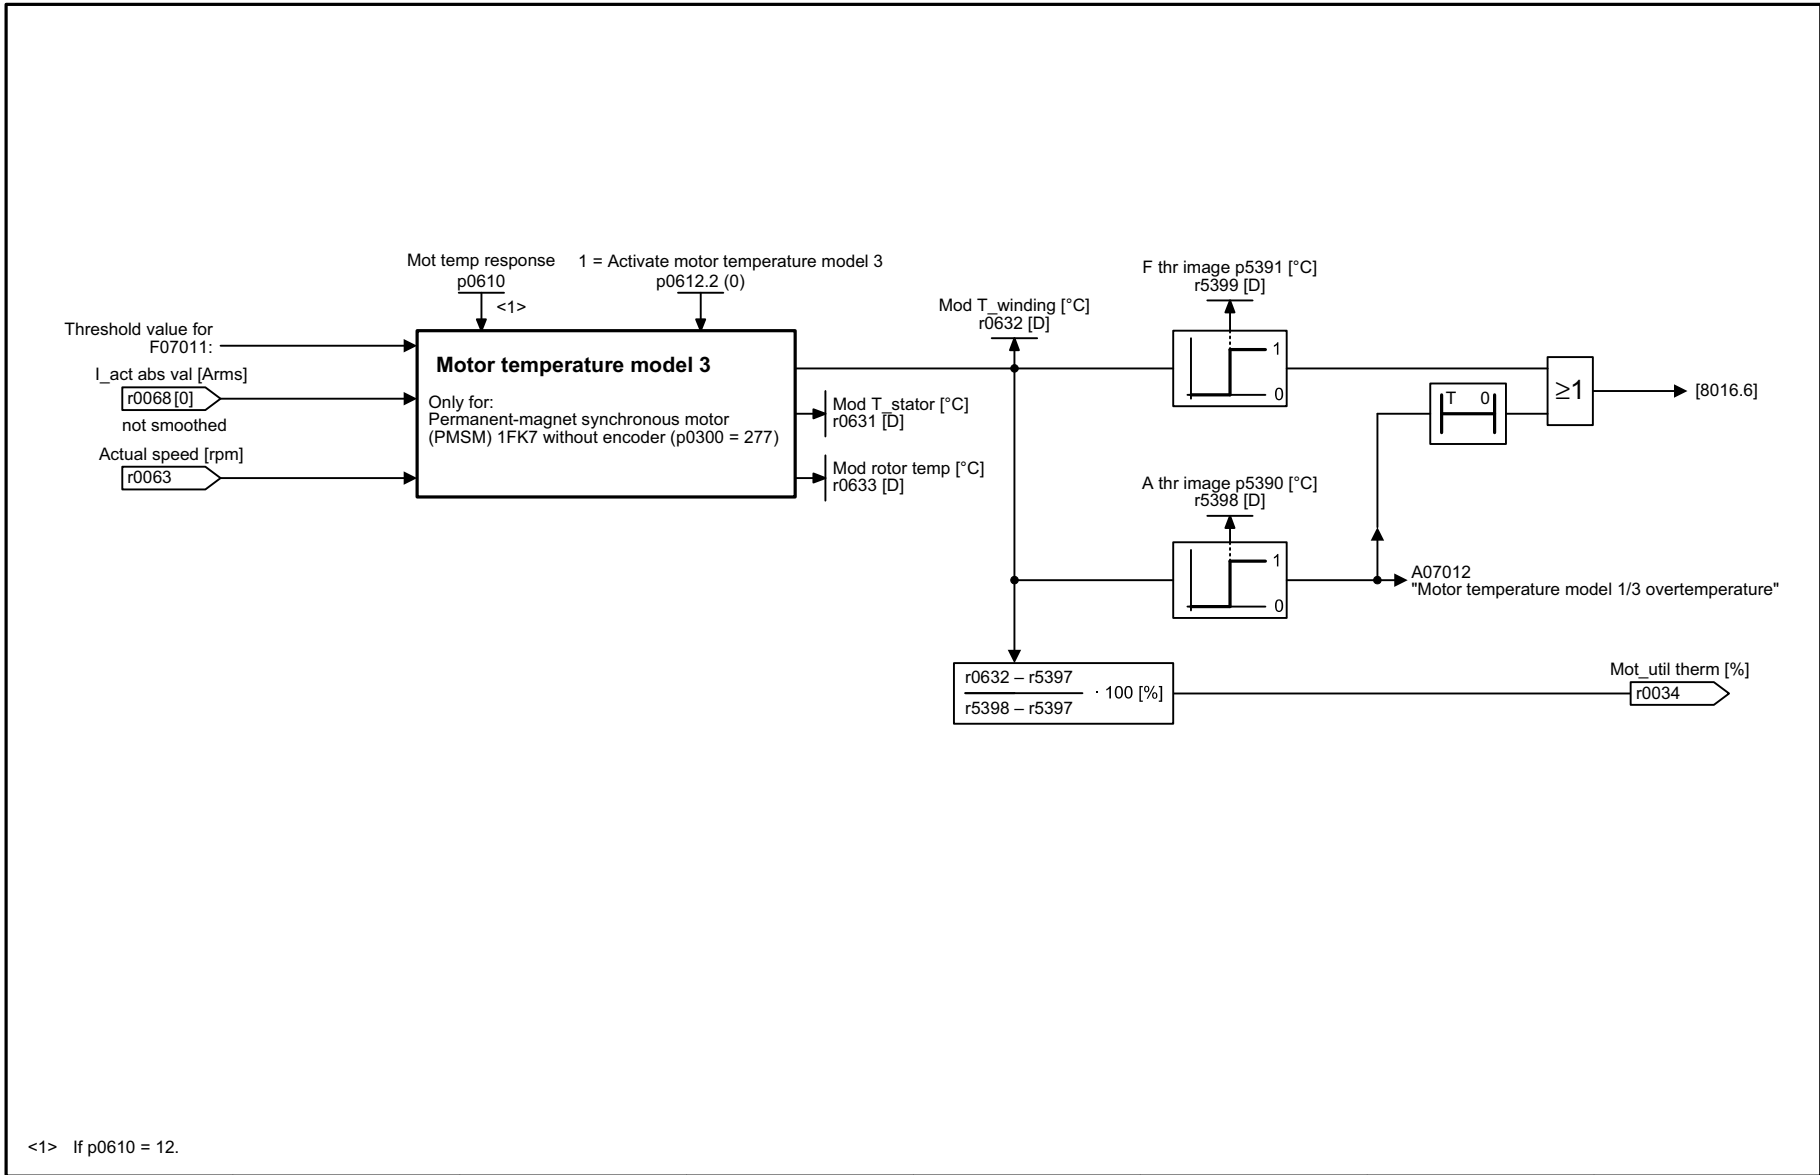 Mot temp response
p0610
<1>
1 = Activate motor temperature model 3
p0612.2 (0)
Threshold value for
F07011:
I_act abs val [Arms]
r0068[0]
not smoothed
Actual speed [rpm]
r0063
Motor temperature model 3
Only for:
Permanent-magnet synchronous motor
(PMSM) 1FK7 without encoder (p0300 = 277)
Mod T_winding [°C]
r0632 [D]
Mod T_stator [°C]
r0631 [D]
Mod rotor temp [°C]
r0633 [D]
F thr image p5391 [°C]
r5399 [D]
1
0
T 0
≥1
[8016.6]
A thr image p5390 [°C]
r5398 [D]
1
0
A07012
"Motor temperature model 1/3 overtemperature"
r0632 – r5397
r5398 – r5397
· 100 [%]
Mot_util therm [%]
r0034
<1> If p0610 = 12.